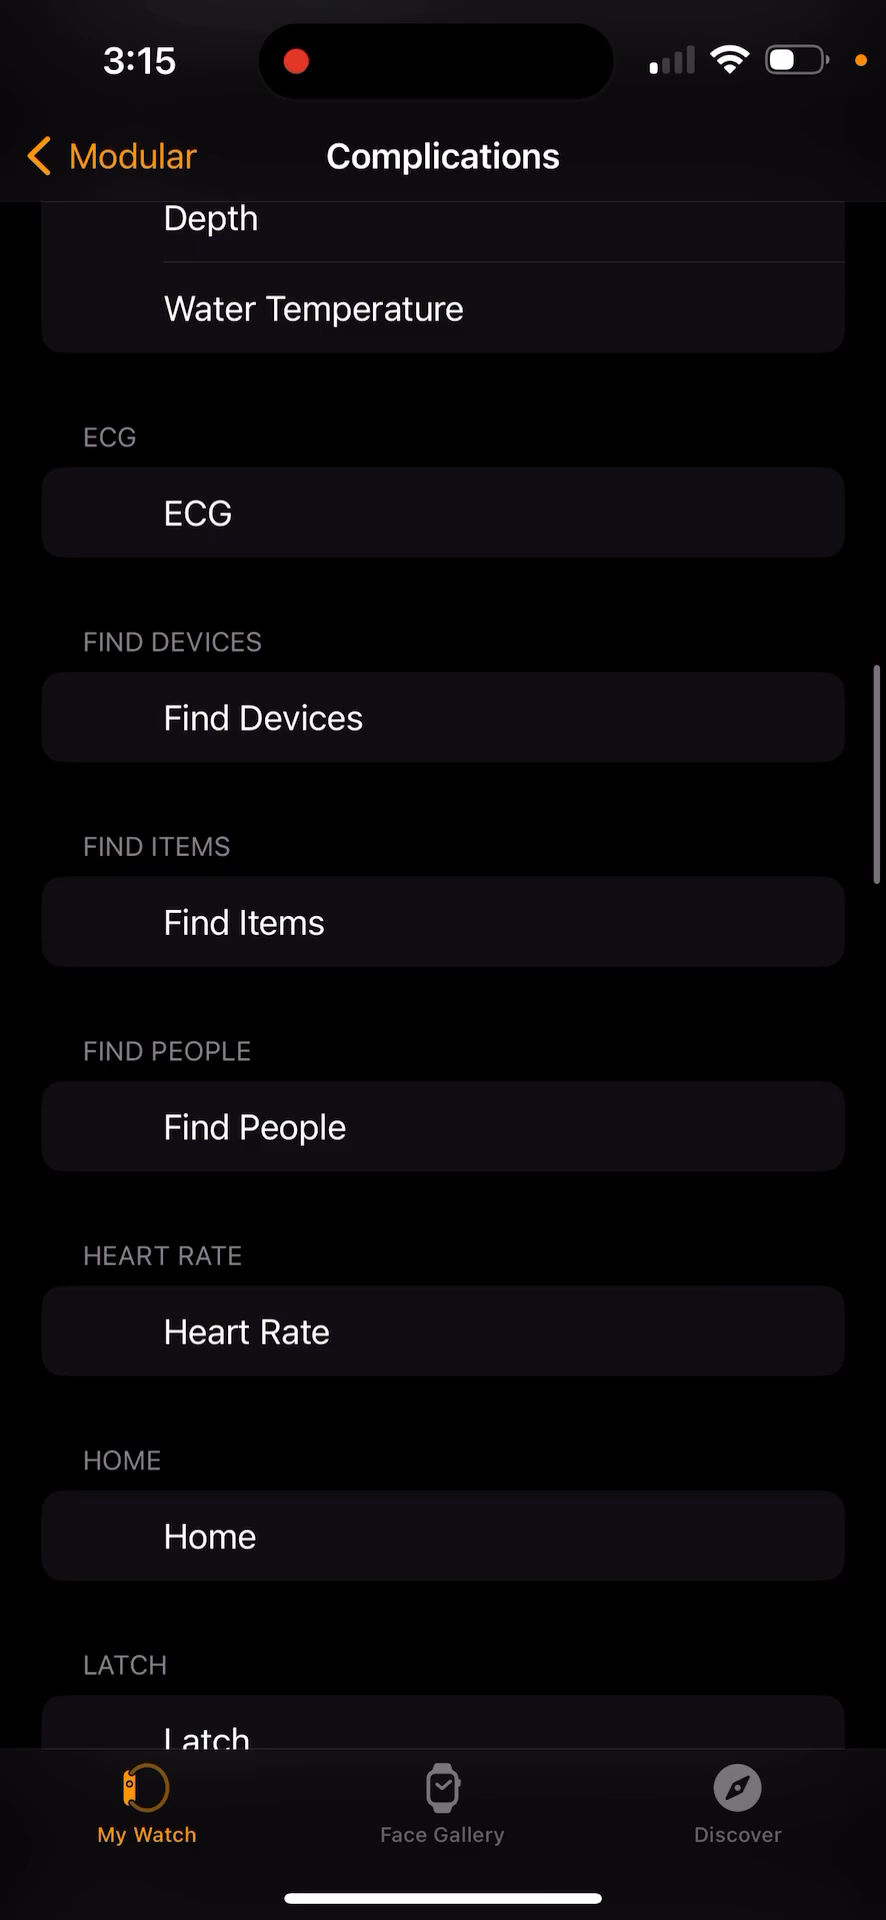 3:15
Modular
Complications
Depth
Water Temperature
ECG
ECG
FIND DEVICES
Find Devices
FIND ITEMS
Find Items
FIND PEOPLE
Find People
HEART RATE
Heart Rate
HOME
Home
LATCH
Latch
My Watch
Face Gallery
Discover